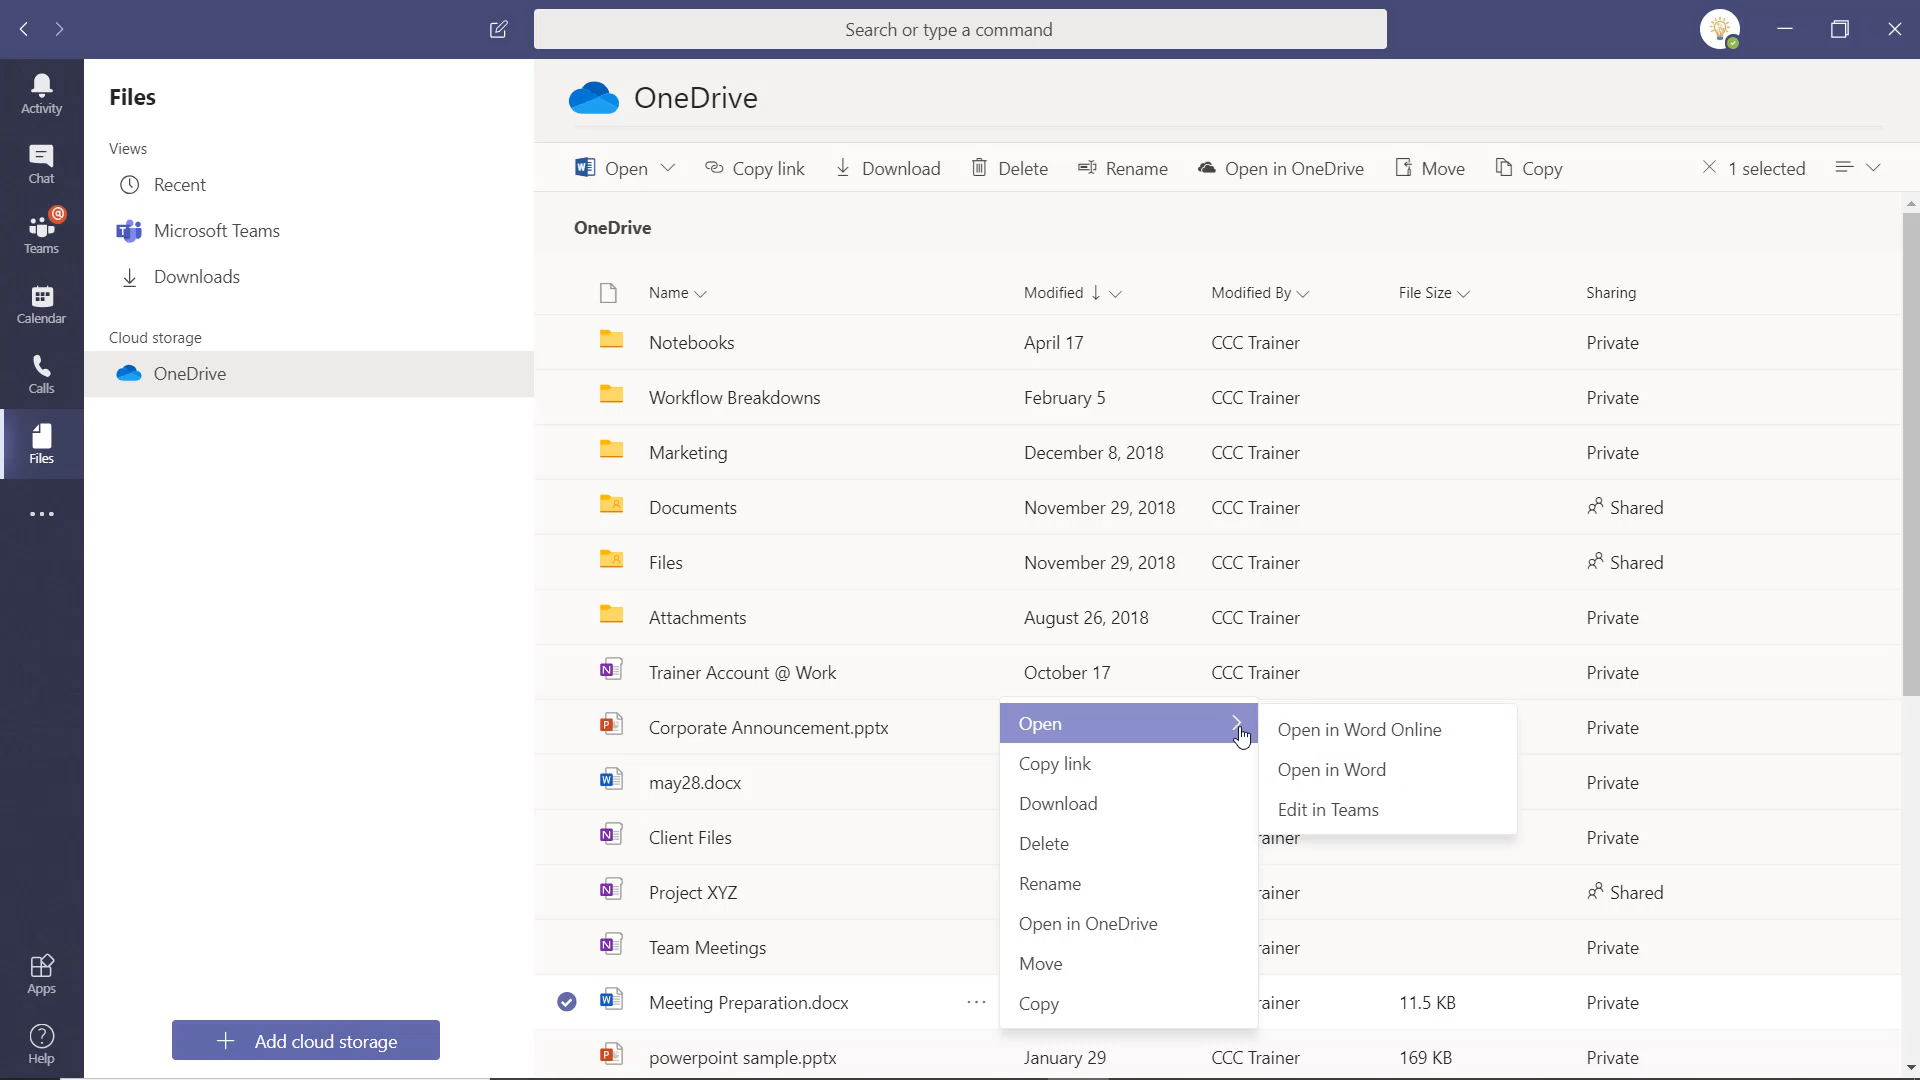 Search or type a command
Activity
Chat
@
Teams
Calendar
Calls
Files
Apps
Help
Files
Views
Recent
Microsoft Teams
Downloads
Cloud storage
OneDrive
Add cloud storage
OneDrive
Open Copy link Download Delete Rename Open in OneDrive Move Copy 1 selected
OneDrive
Name Modified Modified By File Size Sharing
Notebooks April 17 CCC Trainer Private
Workflow Breakdowns February 5 CCC Trainer Private
Marketing December 8, 2018 CCC Trainer Private
Documents November 29, 2018 CCC Trainer Shared
Files November 29, 2018 CCC Trainer Shared
Attachments August 26, 2018 CCC Trainer Private
Trainer Account @ Work October 17 CCC Trainer Private
Corporate Announcement.pptx Private
may28.docx Private
Client Files ainer Private
Project XYZ ainer Shared
Team Meetings ainer Private
Meeting Preparation.docx ainer 11.5 KB Private
powerpoint sample.pptx January 29 CCC Trainer 169 KB Private
Open
Copy link
Download
Delete
Rename
Open in OneDrive
Move
Copy
Open in Word Online
Open in Word
Edit in Teams